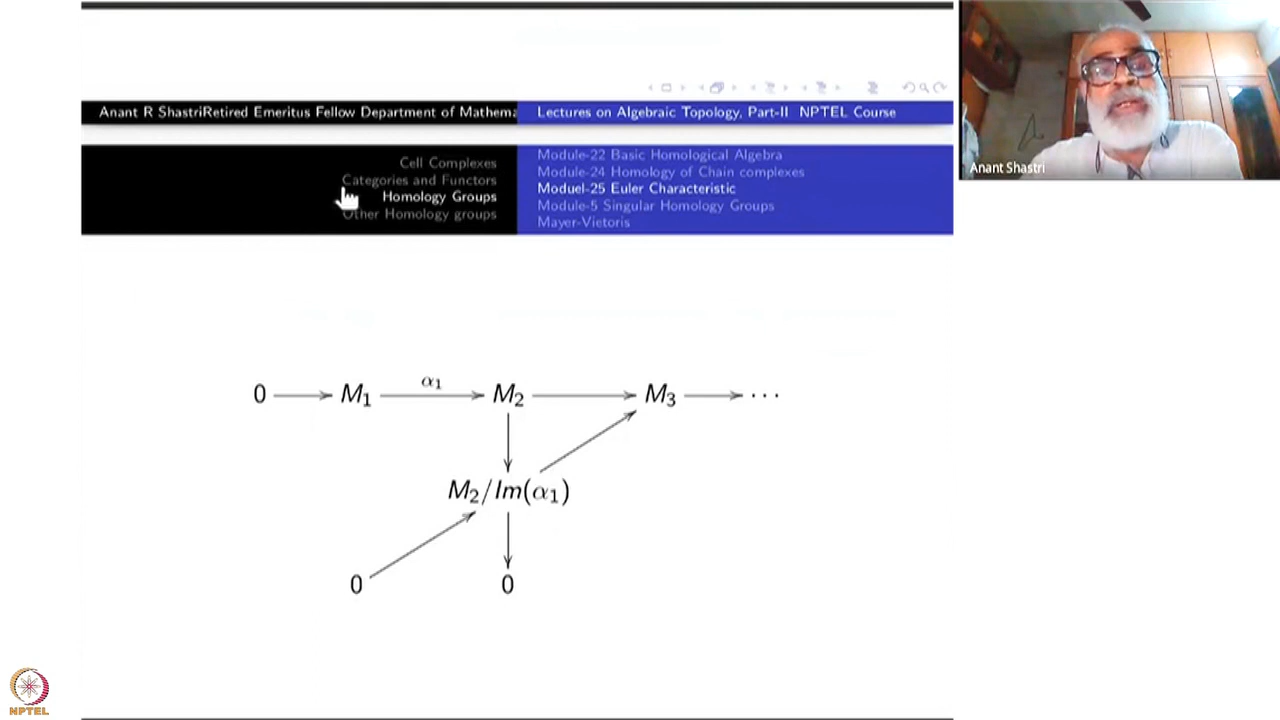 Anant R ShastriRetired Emeritus Fellow Department of Mathema
Lectures on Algebraic Topology, Part-II NPTEL Course
Cell Complexes
Categories and Functors
Homology Groups
Other Homology groups
Module-22 Basic Homological Algebra
Module-24 Homology of Chain complexes
Moduel-25 Euler Characteristic
Module-5 Singular Homology Groups
Mayer-Vietoris
Anant Shastri
α₁
0 → M₁ → M₂ → M₃ → ···
M₂/Im(α₁)
0 0
NPTEL